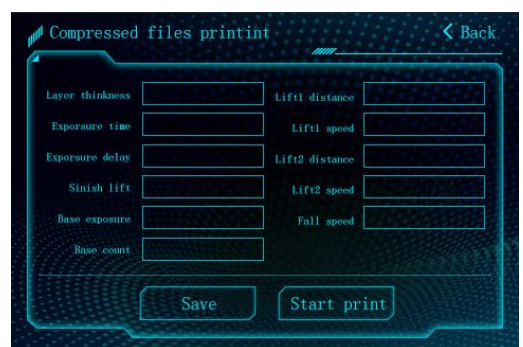 Compressed files printint
Back
Layer thinkness
Exporsure time
Exporsure delay
Sinish lift
Base exposure
Base count
Lift1 distance
Lift1 speed
Lift2 distance
Lift2 speed
Fall speed
Save
Start print